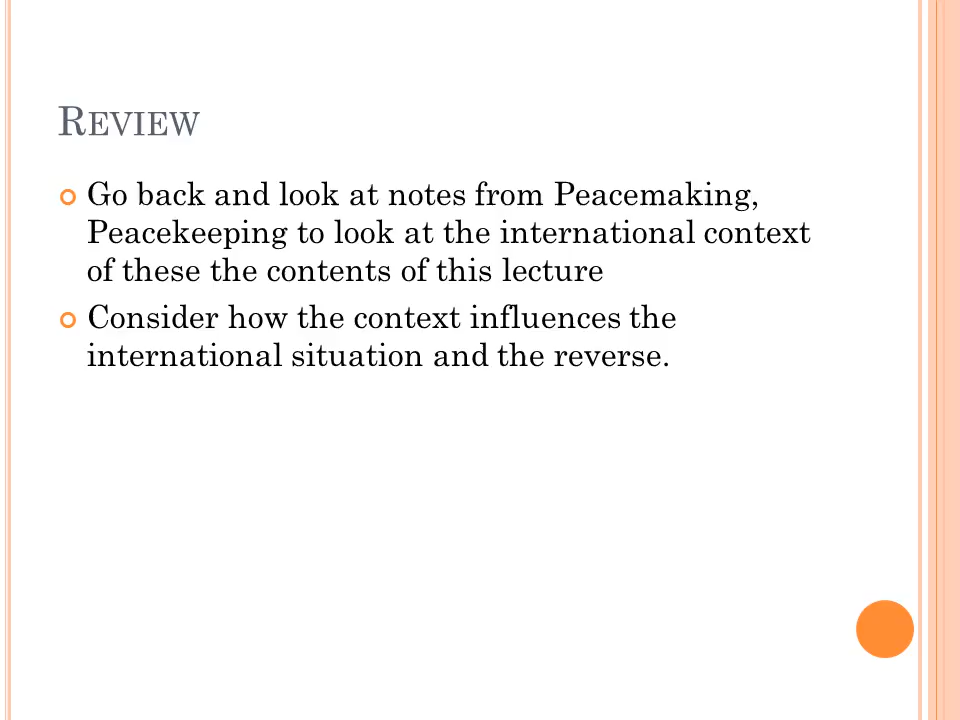 REVIEW
Go back and look at notes from Peacemaking,
Peacekeeping to look at the international context
of these the contents of this lecture
Consider how the context influences the
international situation and the reverse.